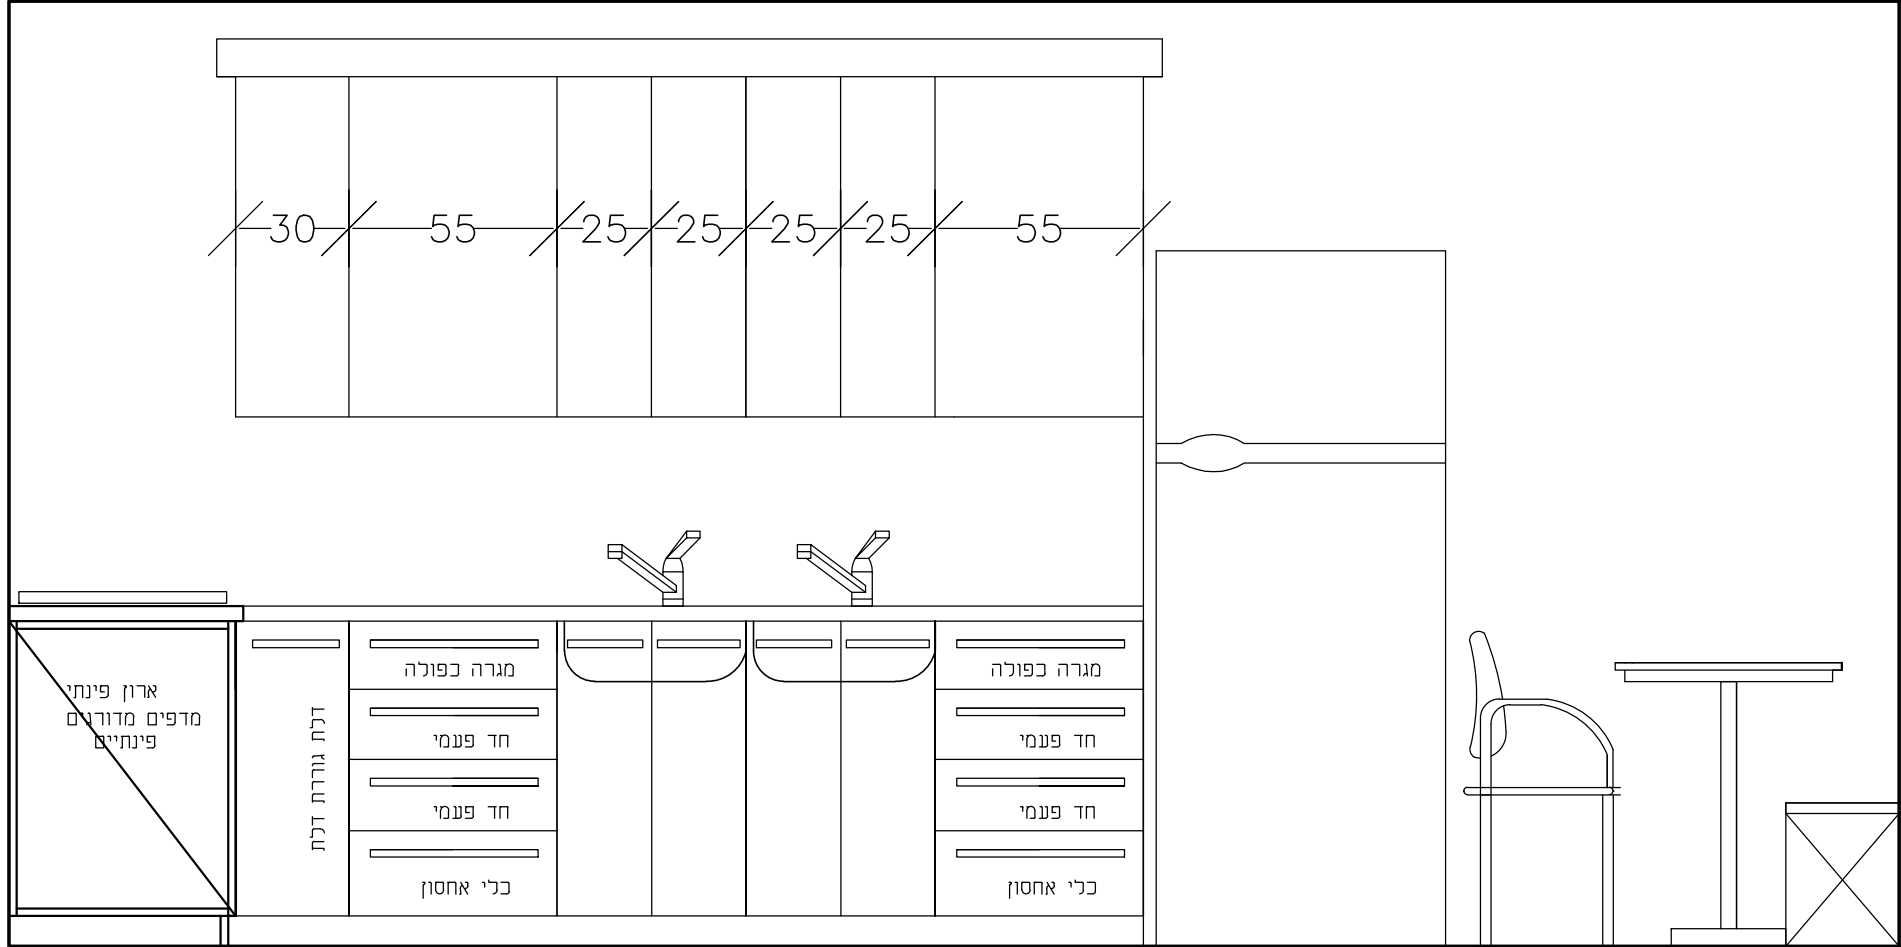 30 55 25 25 25 25 55
ארון פינתי
מדפים מדורגים
פינתיים
דלת גוררת דלת
מגרה כפולה
חד פעמי
חד פעמי
כלי אחסון
מגרה כפולה
חד פעמי
חד פעמי
כלי אחסון